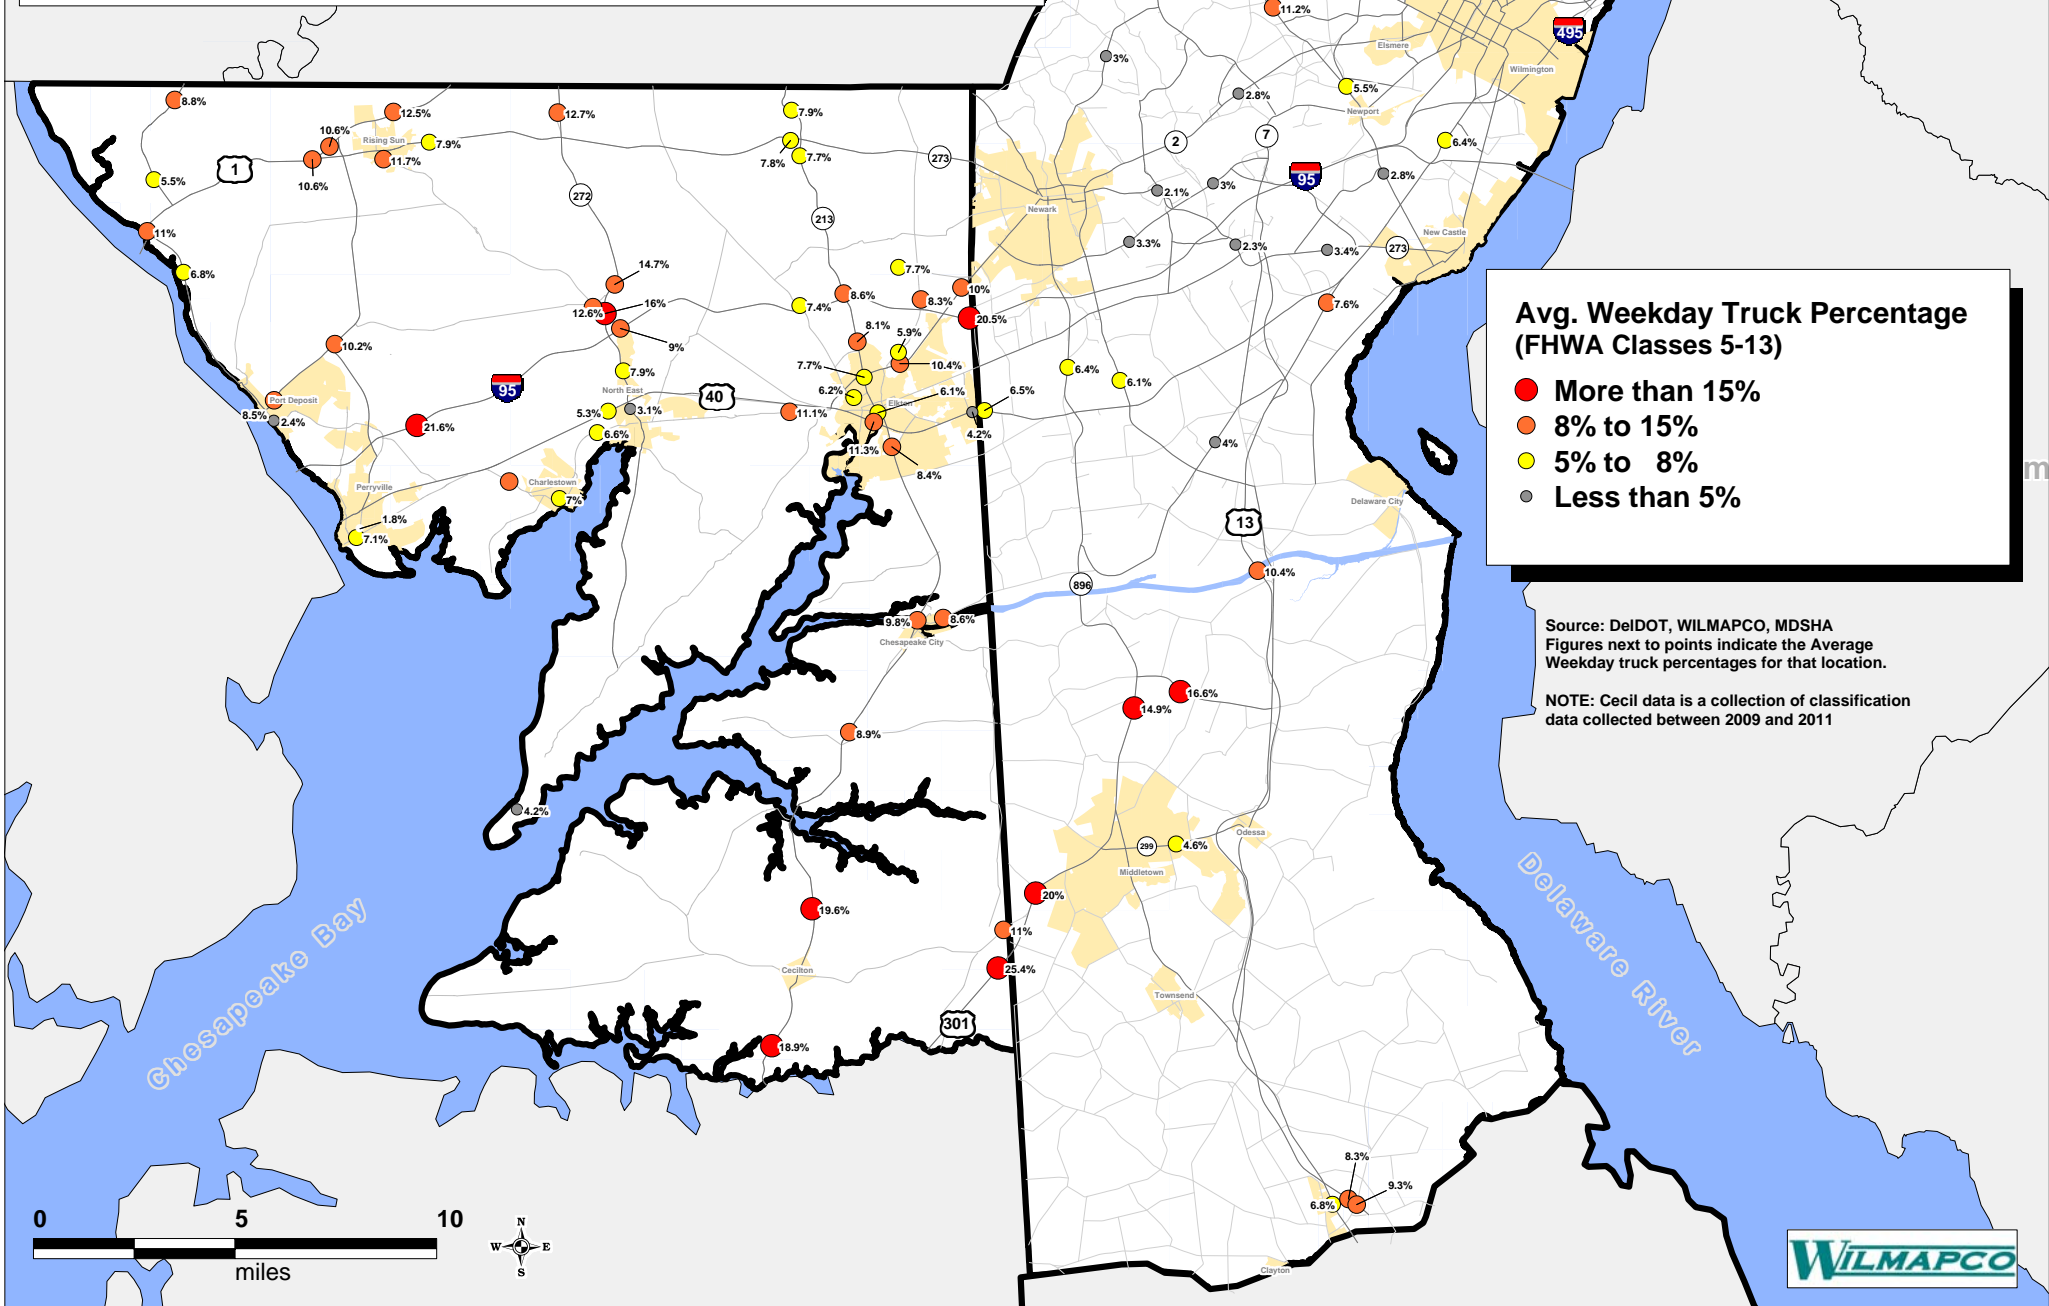 11.2%
495
Elsmere
3%
Wilmington
8.8%
2.8%
5.5%
12.5%
12.7%
7.9%
Newport
10.6%
Rising Sun
7.9%
2
7
6.4%
7.8%
7.7%
273
11.7%
1
10.6%
5.5%
95
2.8%
2.1%
3%
272
Newark
213
11%
New Castle
3.3%
2.3%
3.4%
273
6.8%
14.7%
7.7%
10%
8.6%
8.3%
16%
7.4%
12.6%
7.6%
20.5%
Avg. Weekday Truck Percentage
(FHWA Classes 5-13)
More than 15%
8% to 15%
5% to 8%
Less than 5%
8.1%
5.9%
10.2%
9%
7.7%
10.4%
6.4%
7.9%
6.1%
95
North East
6.2%
6.1%
6.5%
40
Port Deposit
Elkton
8.5%
2.4%
5.3%
3.1%
11.1%
21.6%
6.6%
4.2%
4%
11.3%
8.4%
m
Charlestown
Perryville
7%
Delaware City
1.8%
7.1%
13
10.4%
896
9.8%
8.6%
Chesapeake City
Source: DelDOT, WILMAPCO, MDSHA
Figures next to points indicate the Average
Weekday truck percentages for that location.
NOTE: Cecil data is a collection of classification
data collected between 2009 and 2011
16.6%
14.9%
8.9%
4.2%
Odessa
299
4.6%
Middletown
20%
19.6%
11%
Chesapeake Bay
Delaware River
Cecilton
25.4%
Townsend
301
18.9%
8.3%
9.3%
6.8%
0 5 10
miles
N
W E
S
Clayton
WILMAPCO